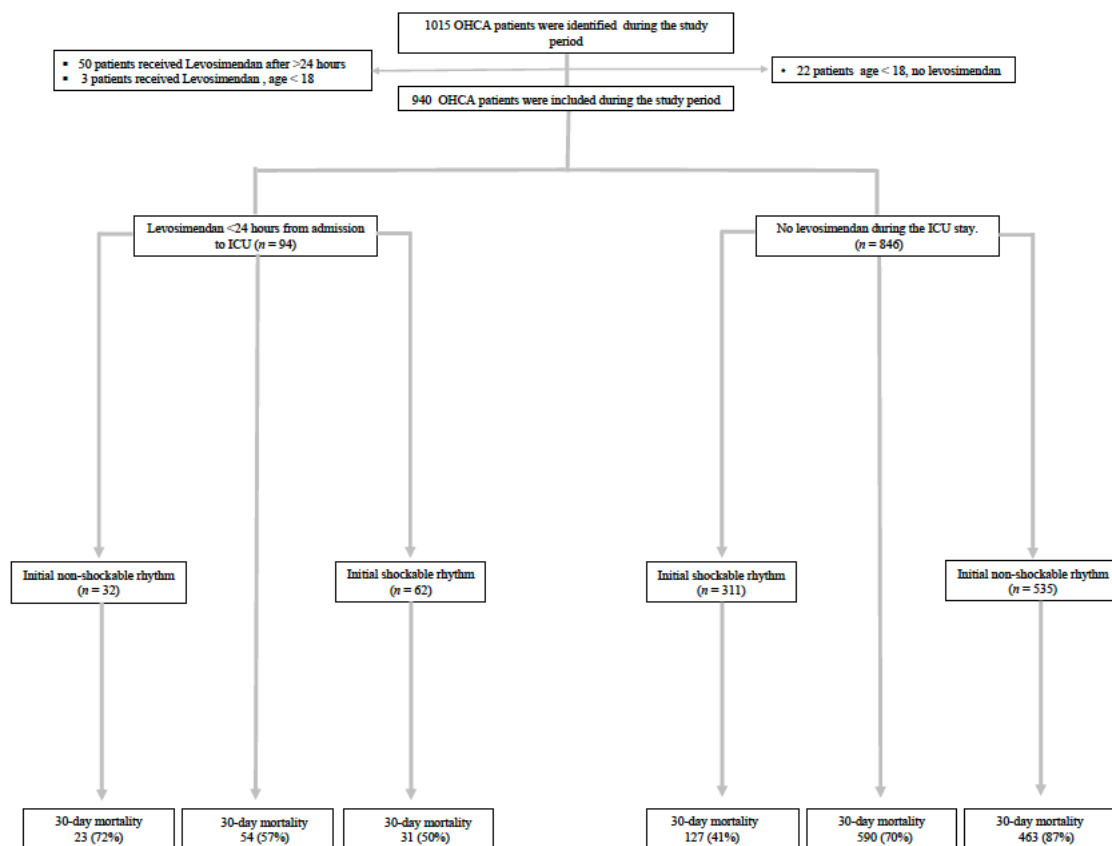 1015 OHCA patients were identified during the study
period
▪ 50 patients received Levosimendan after >24 hours
▪ 3 patients received Levosimendan , age < 18
• 22 patients age < 18, no levosimendan
940 OHCA patients were included during the study period
Levosimendan <24 hours from admission
to ICU (n = 94)
No levosimendan during the ICU stay.
(n = 846)
Initial non-shockable rhythm
(n = 32)
Initial shockable rhythm
(n = 62)
Initial shockable rhythm
(n = 311)
Initial non-shockable rhythm
(n = 535)
30-day mortality
23 (72%)
30-day mortality
54 (57%)
30-day mortality
31 (50%)
30-day mortality
127 (41%)
30-day mortality
590 (70%)
30-day mortality
463 (87%)